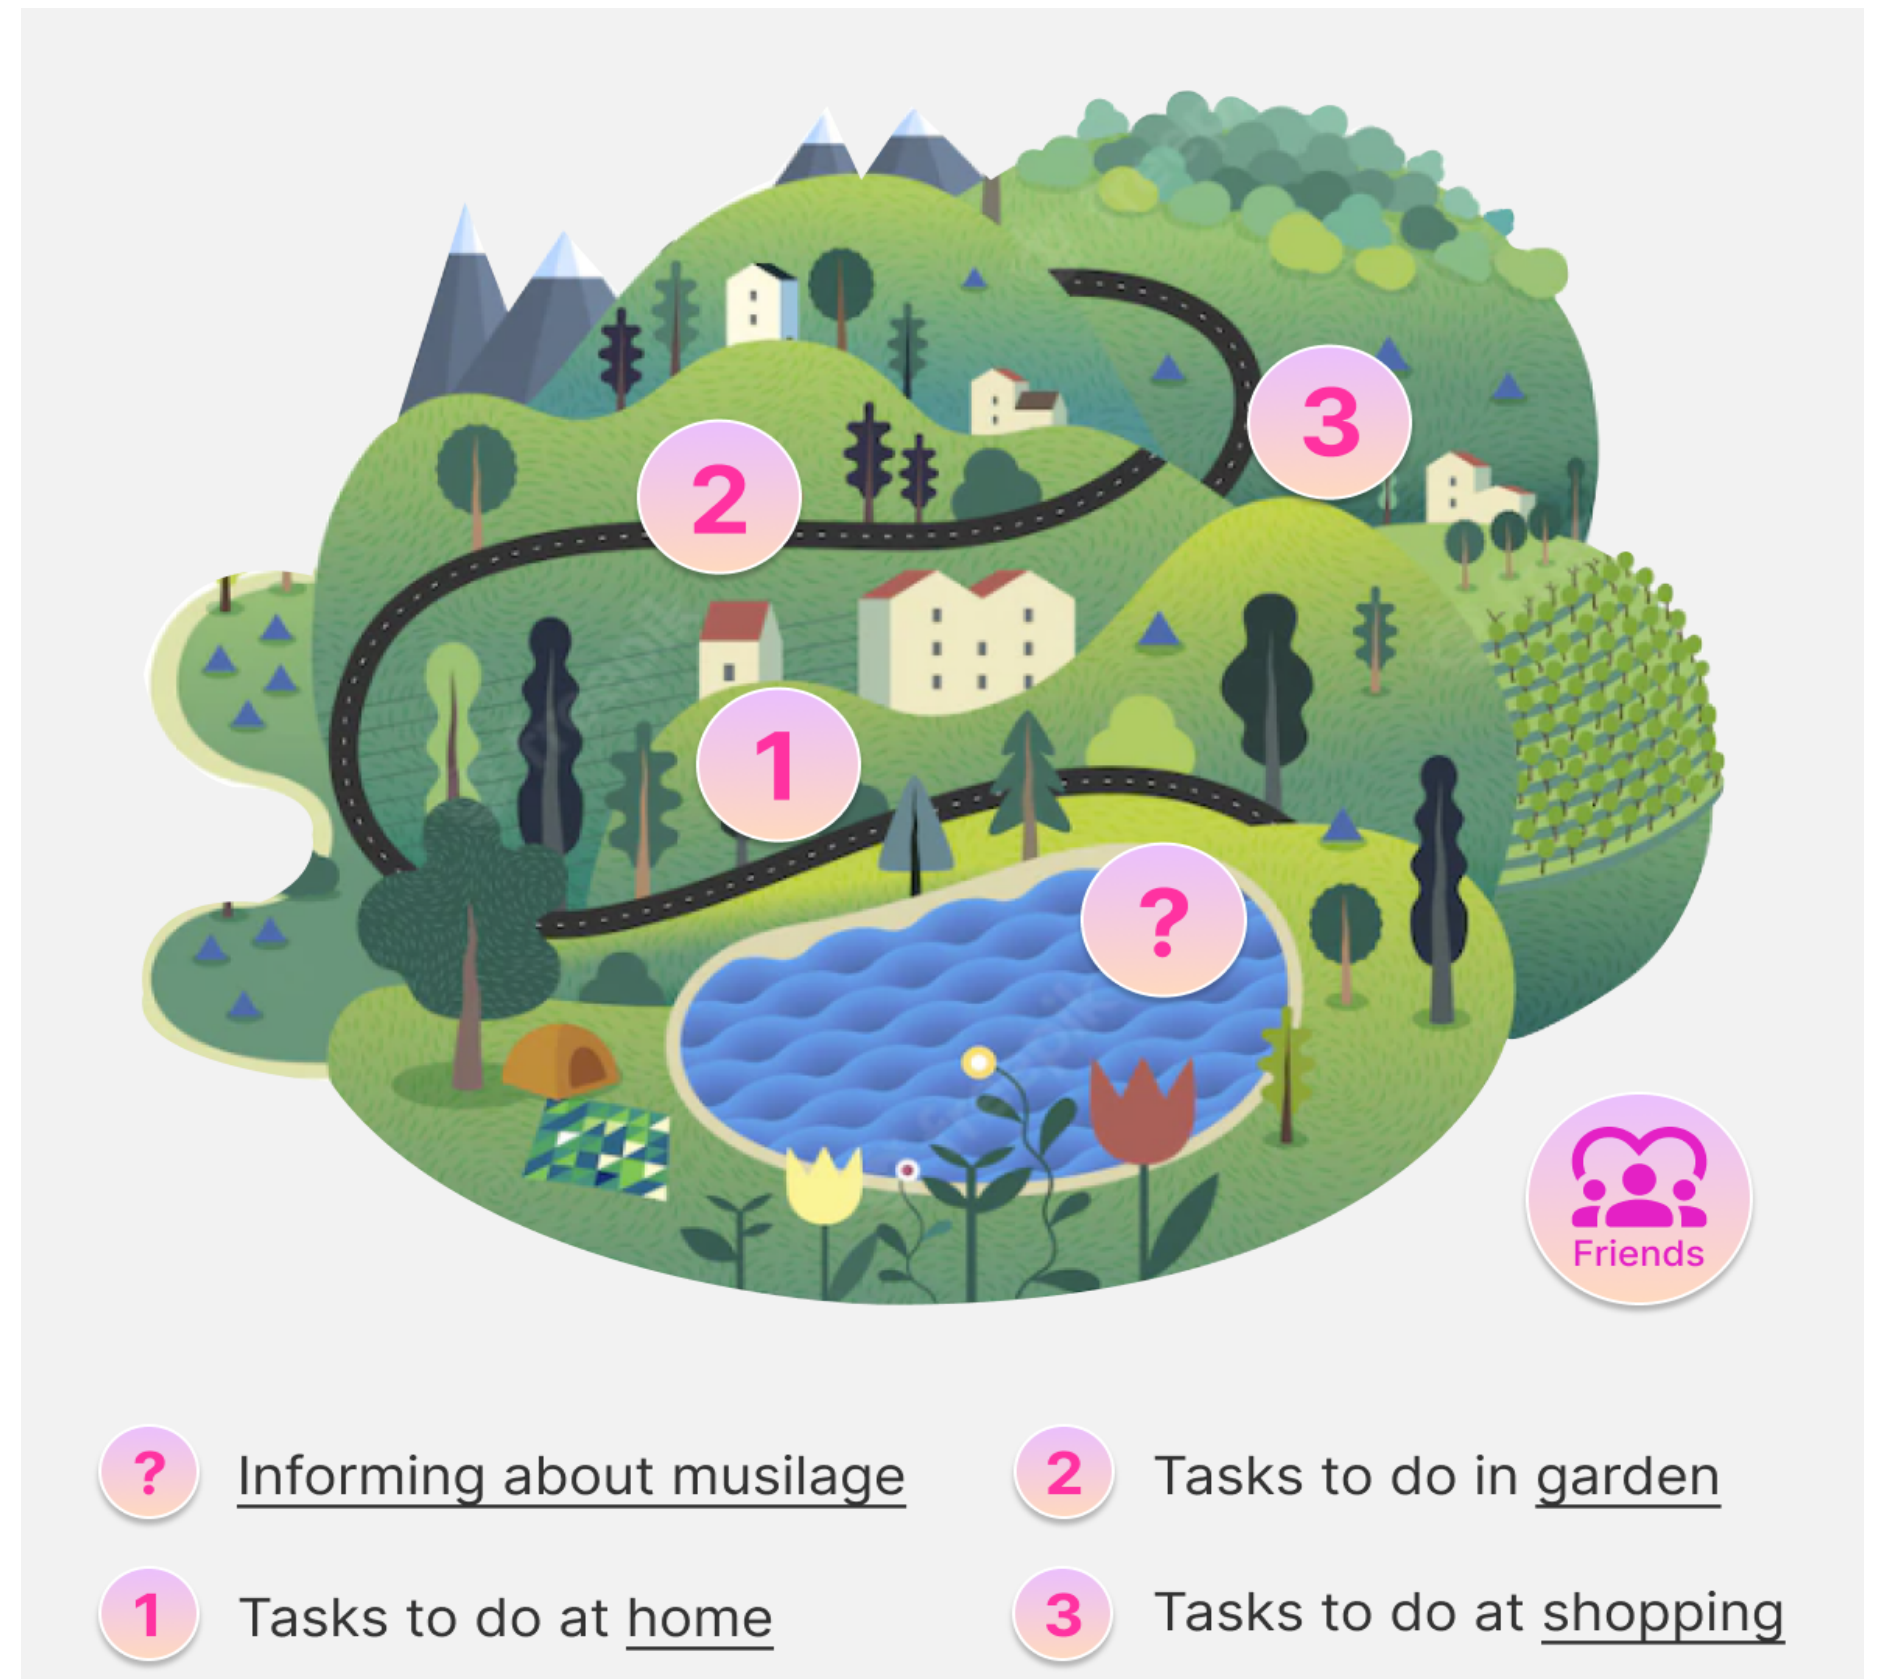 3
2
1
?
Friends
? Informing about musilage
2 Tasks to do in garden
1 Tasks to do at home
3 Tasks to do at shopping